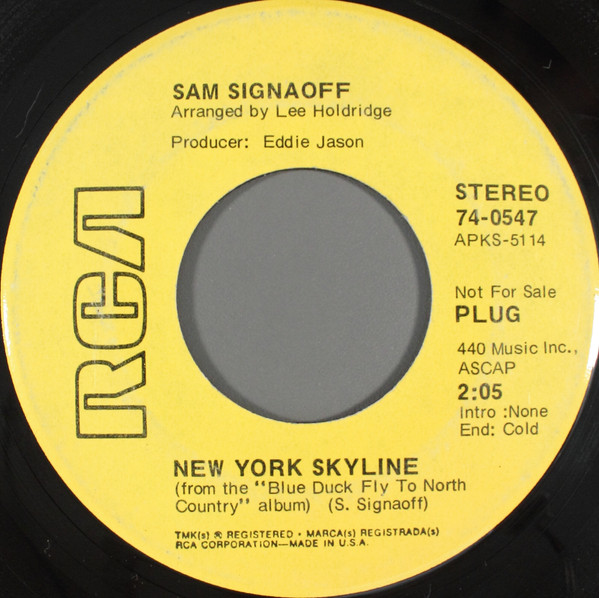 SAM SIGNAOFF
Arranged by Lee Holdridge
Producer: Eddie Jason
RCA
STEREO
74-0547
APKS-5114
Not For Sale
PLUG
440 Music Inc.,
ASCAP
2:05
Intro :None
End: Cold
NEW YORK SKYLINE
(from the "Blue Duck Fly To North
Country" album) (S. Signaoff)
TMK(s) ® REGISTERED • MARCA(s) REGISTRADA(s)
RCA CORPORATION—MADE IN U.S.A.